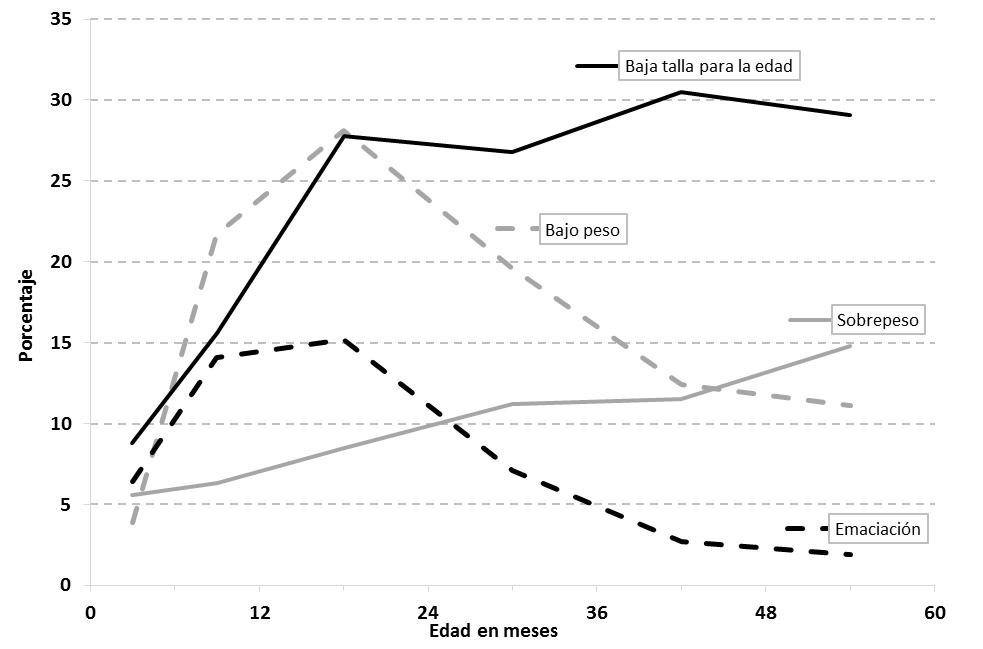 35
Baja talla para la edad
30
25
Bajo peso
20
Porcentaje
Sobrepeso
15
10
5
Emaciación
0
0 12 24 36 48 60
Edad en meses